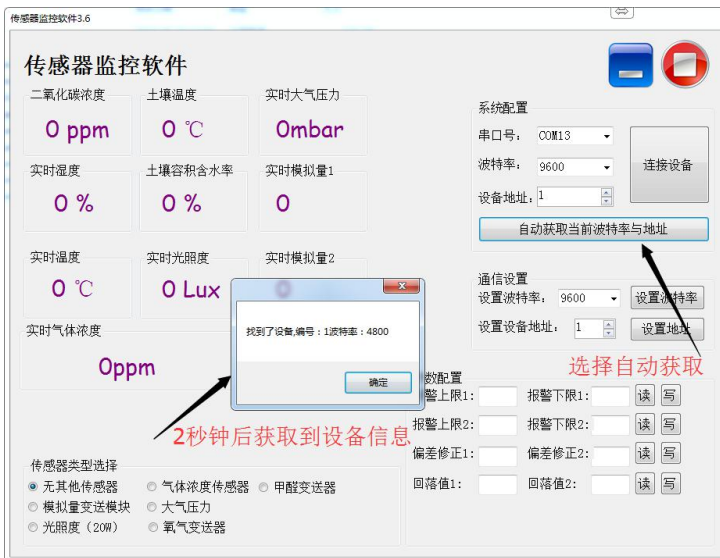 传感器监控软件3.6
传感器监控软件
二氧化碳浓度 土壤温度 实时大气压力
0 ppm 0 ℃ 0mbar
实时湿度 土壤容积含水率 实时模拟量1
0 % 0 % 0
实时温度 实时光照度 实时模拟量2
0 ℃ 0 Lux 0
实时气体浓度
0ppm
系统配置
串口号: COM13
波特率: 9600
连接设备
设备地址: 1
自动获取当前波特率与地址
通信设置
设置波特率: 9600 设置波特率
设置设备地址: 1 设置地址
选择自动获取
找到了设备,编号:1波特率:4800
确定
2秒钟后获取到设备信息
数配置
警上限1: 报警下限1: 读 写
报警上限2: 报警下限2: 读 写
偏差修正1: 偏差修正2: 读 写
回落值1: 回落值2: 读 写
传感器类型选择
无其他传感器 气体浓度传感器 甲醛变送器
模拟量变送模块 大气压力
光照度（20W） 氧气变送器